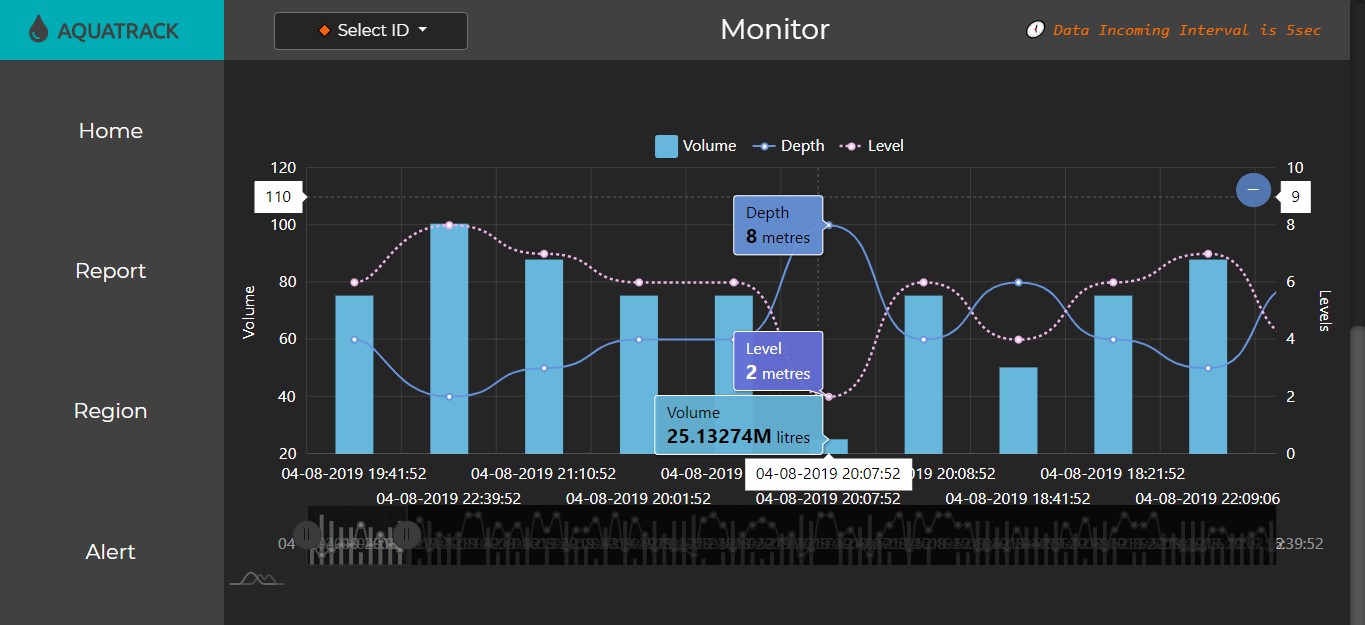 AQUATRACK
Select ID
Monitor
Data Incoming Interval is 5sec
Home
Report
Region
Alert
Volume
Depth
Level
120
110
100
80
60
40
20
Volume
10
9
8
6
4
2
0
Levels
Depth
8 metres
Level
2 metres
Volume
25.13274M litres
04-08-2019 19:41:52
04-08-2019 21:10:52
04-08-2019
04-08-2019 20:07:52
20:08:52
04-08-2019 18:21:52
04-08-2019 22:39:52
04-08-2019 20:01:52
04-08-2019 20:07:52
04-08-2019 18:41:52
04-08-2019 22:09:06
04
:39:52